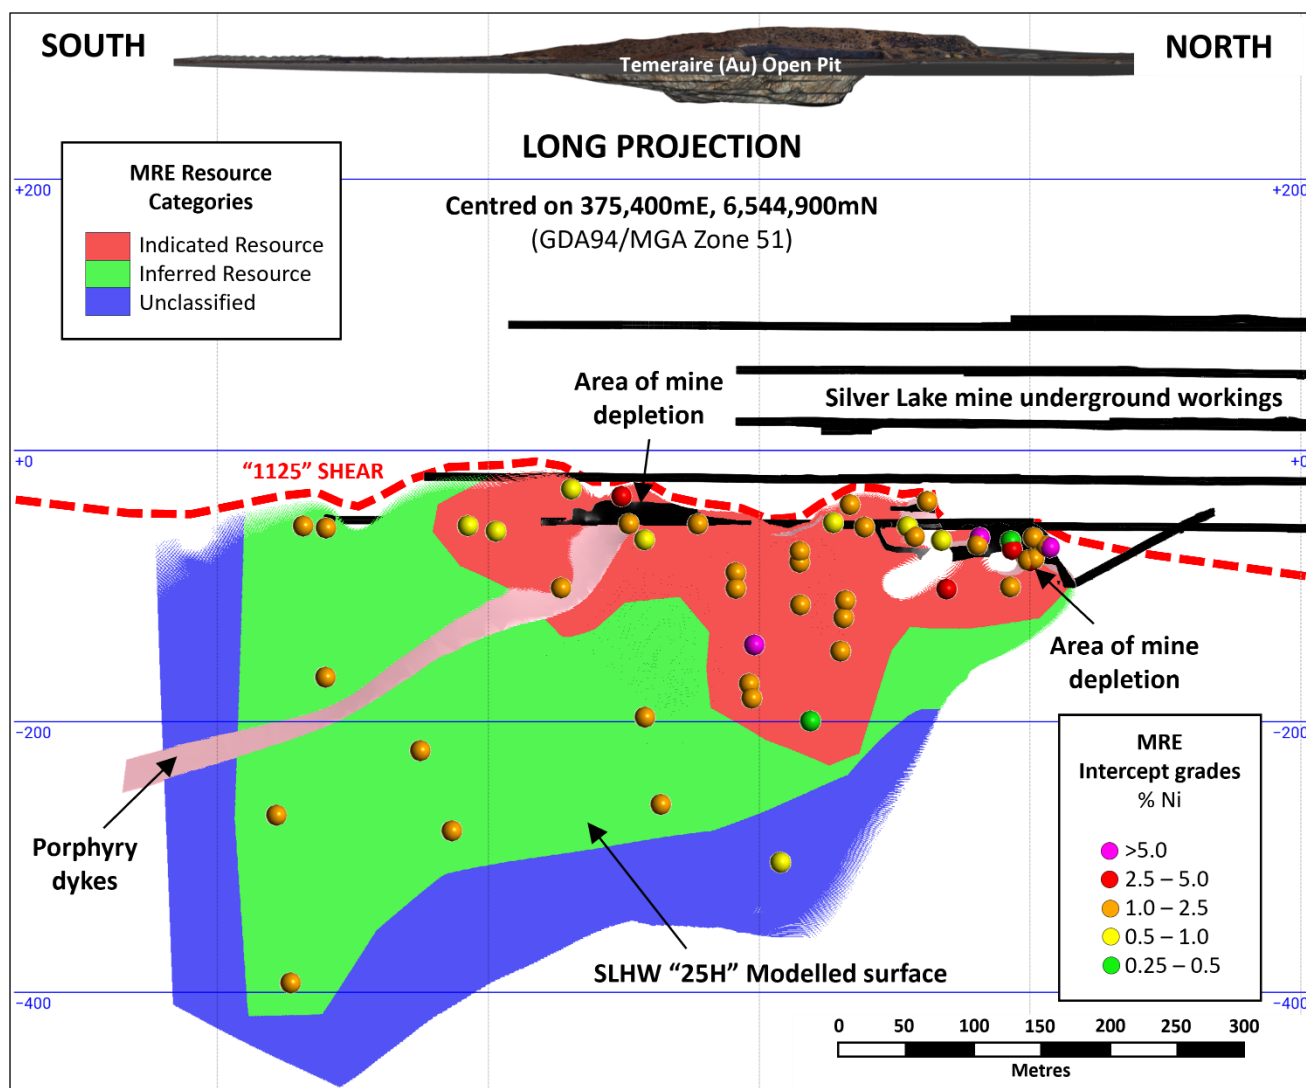 SOUTH
NORTH
Temeraire (Au) Open Pit
LONG PROJECTION
Centred on 375,400mE, 6,544,900mN
(GDA94/MGA Zone 51)
MRE Resource
Categories
Indicated Resource
Inferred Resource
Unclassified
+200
+200
Area of mine
depletion
Silver Lake mine underground workings
"1125" SHEAR
+0
+0
Area of mine
depletion
-200
-200
Porphyry
dykes
SLHW "25H" Modelled surface
-400
-400
MRE
Intercept grades
% Ni
>5.0
2.5 – 5.0
1.0 – 2.5
0.5 – 1.0
0.25 – 0.5
0 50 100 150 200 250 300
Metres